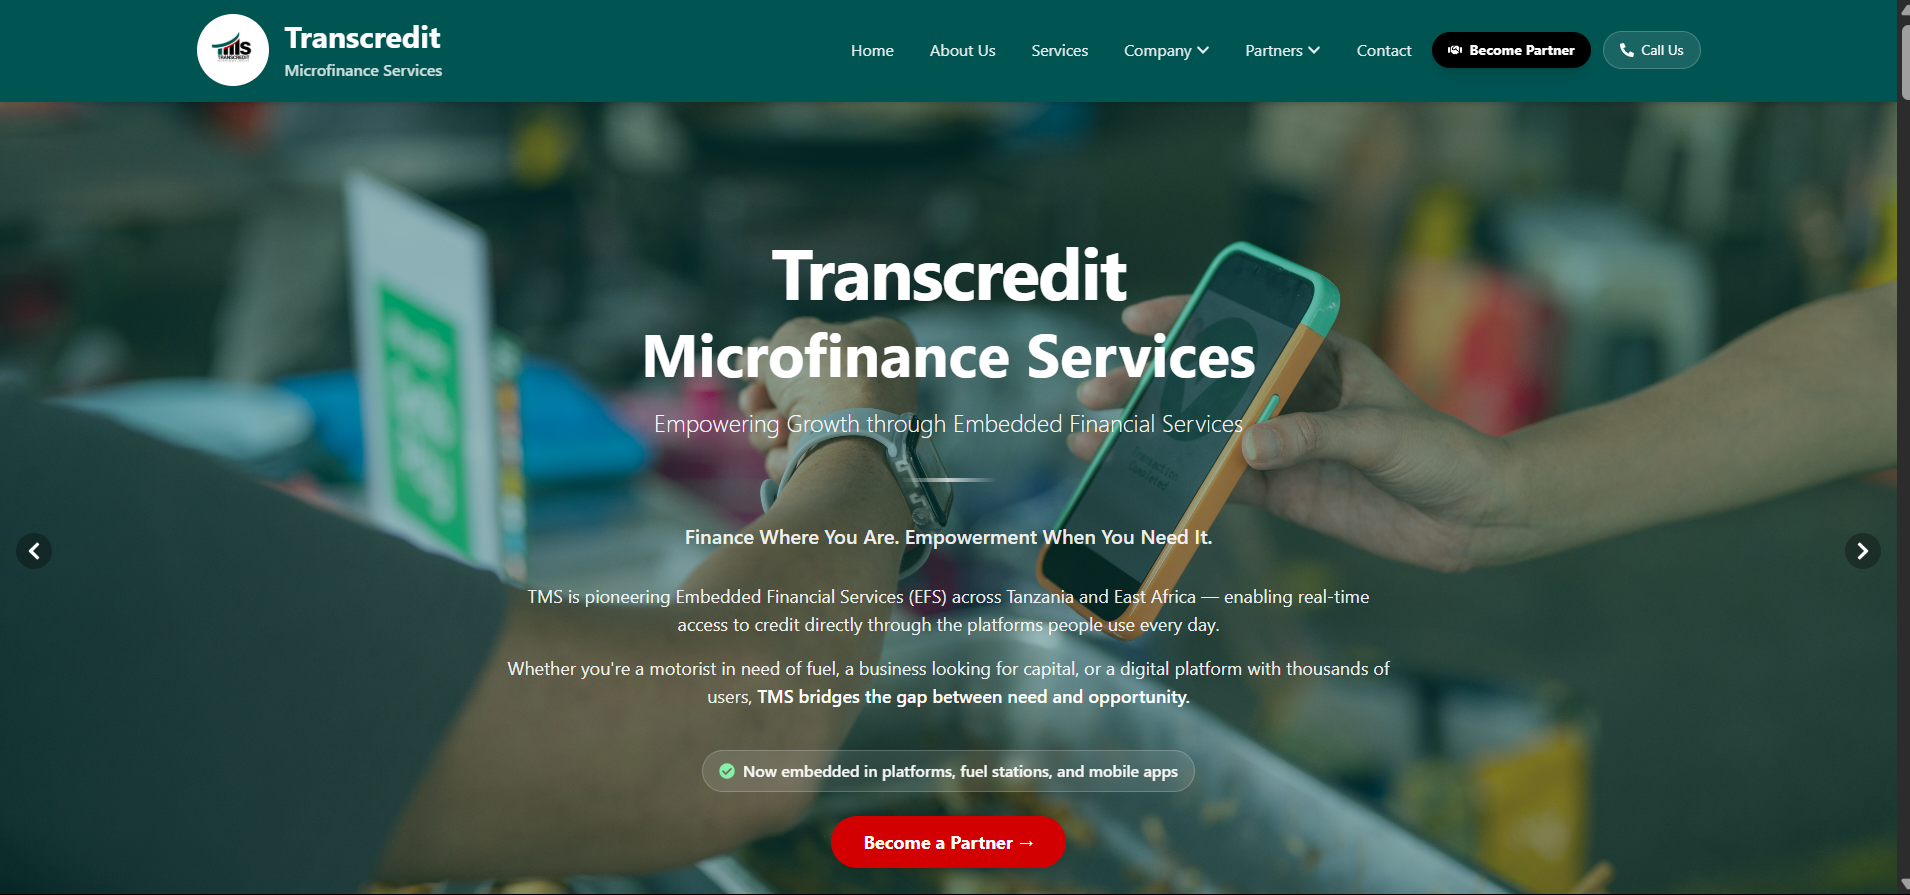 TMS
TRANSCREDIT
Transcredit
Microfinance Services
Home
About Us
Services
Company
Partners
Contact
Become Partner
Call Us
Transcredit
Microfinance Services
Empowering Growth through Embedded Financial Services
Transaction
Completed
Finance Where You Are. Empowerment When You Need It.
TMS is pioneering Embedded Financial Services (EFS) across Tanzania and East Africa — enabling real-time
access to credit directly through the platforms people use every day.
Whether you're a motorist in need of fuel, a business looking for capital, or a digital platform with thousands of
users, TMS bridges the gap between need and opportunity.
Now embedded in platforms, fuel stations, and mobile apps
Become a Partner →